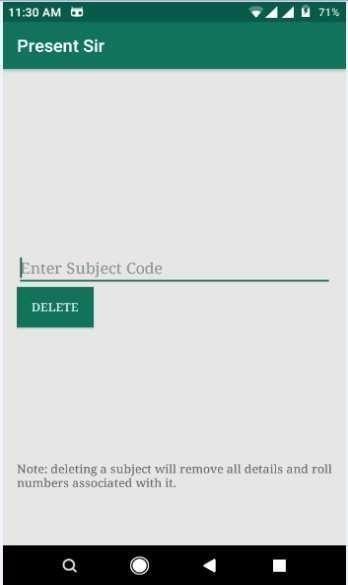 11:30 AM 71%
Present Sir
Enter Subject Code
DELETE
Note: deleting a subject will remove all details and roll
numbers associated with it.